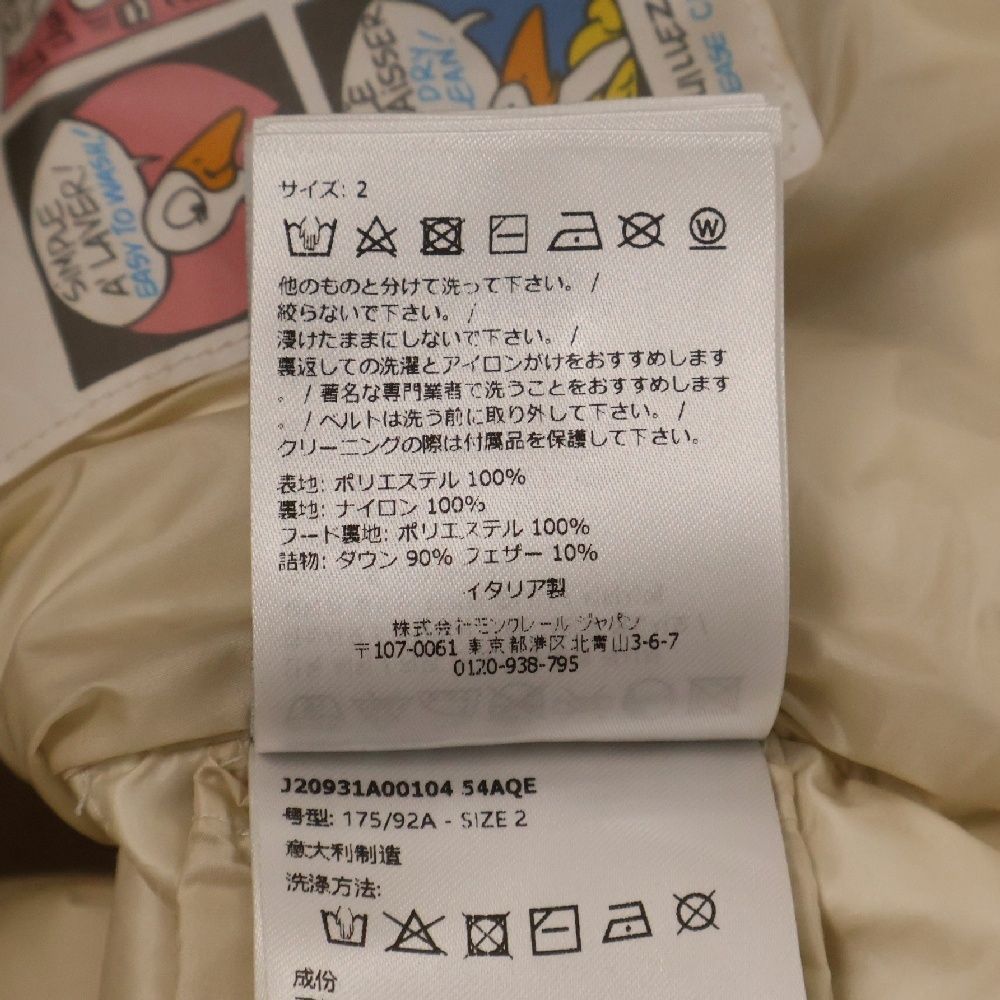 SIMPLE
A LAVER!
EASY TO WASH!
DRY
サイズ: 2
W
他のものと分けて洗って下さい。 /
絞らないで下さい。 /
浸けたままにしないで下さい。 /
裏返しての洗濯とアイロンがけをおすすめします
。 / 著名な専門業者で洗うことをおすすめします
。 / ベルトは洗う前に取り外して下さい。 /
クリーニングの際は付属品を保護して下さい。
表地: ポリエステル 100%
裏地: ナイロン 100%
フード裏地: ポリエステル 100%
詰物: ダウン 90% フェザー 10%
イタリア製
株式会社モンクレール ジャパン
〒107-0061 東京都港区北青山3-6-7
0120-938-795
J20931A00104 54AQE
号型: 175/92A - SIZE 2
意大利制造
洗涤方法:
成份